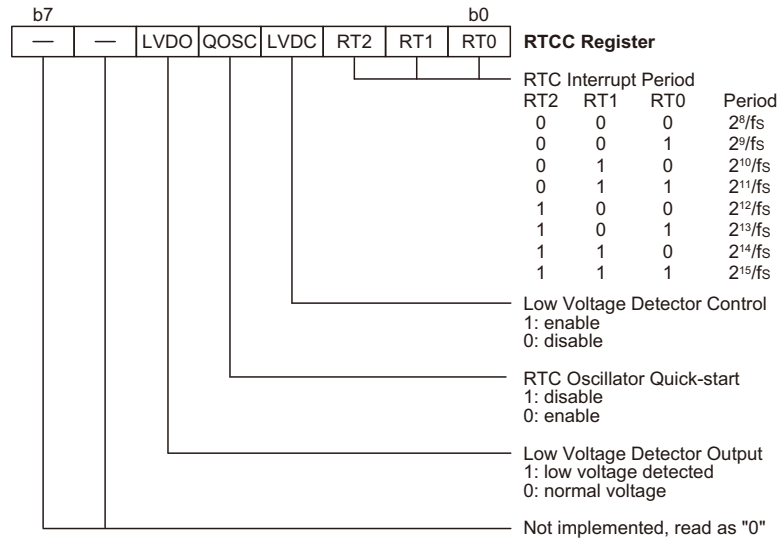 b7 b0
— — LVDO QOSC LVDC RT2 RT1 RT0 RTCC Register
RTC Interrupt Period
RT2 RT1 RT0 Period
0 0 0 2⁸/fS
0 0 1 2⁹/fS
0 1 0 2¹⁰/fS
0 1 1 2¹¹/fS
1 0 0 2¹²/fS
1 0 1 2¹³/fS
1 1 0 2¹⁴/fS
1 1 1 2¹⁵/fS
Low Voltage Detector Control
1: enable
0: disable
RTC Oscillator Quick-start
1: disable
0: enable
Low Voltage Detector Output
1: low voltage detected
0: normal voltage
Not implemented, read as "0"